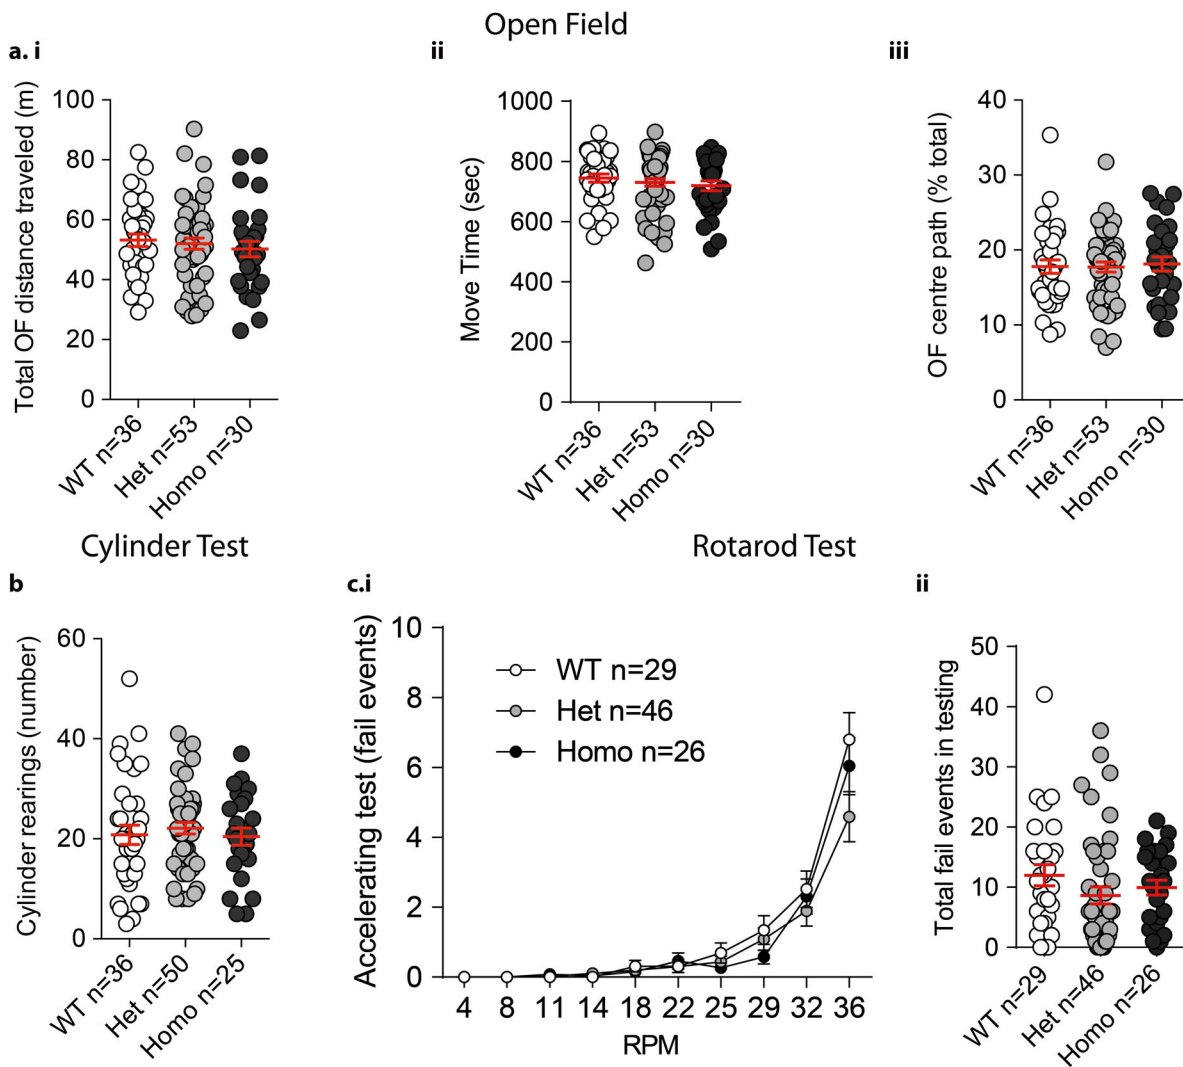 Open Field
a. i
Total OF distance traveled (m)
100
80
60
40
20
0
WT n=36
Het n=53
Homo n=30
ii
Move Time (sec)
1000
800
600
400
200
0
WT n=36
Het n=53
Homo n=30
iii
OF centre path (% total)
40
30
20
10
0
WT n=36
Het n=53
Homo n=30
Cylinder Test
b
Cylinder rearings (number)
60
40
20
0
WT n=36
Het n=50
Homo n=25
Rotarod Test
c.i
Accelerating test (fail events)
10
8
6
4
2
0
WT n=29
Het n=46
Homo n=26
4 8 11 14 18 22 25 29 32 36
RPM
ii
Total fail events in testing
50
40
30
20
10
0
WT n=29
Het n=46
Homo n=26